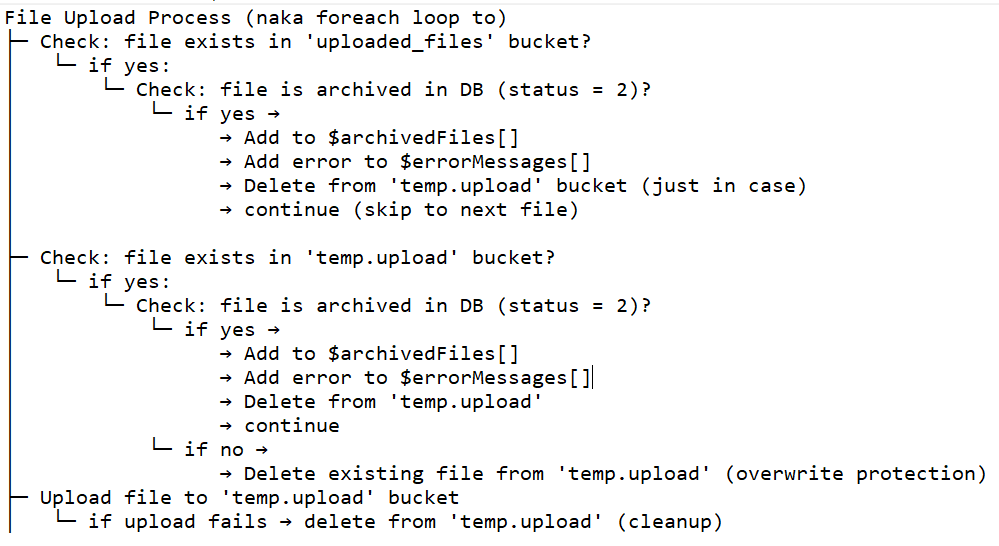 File Upload Process (naka foreach loop to)
├─ Check: file exists in 'uploaded_files' bucket?
│   └─ if yes:
│       └─ Check: file is archived in DB (status = 2)?
│           └─ if yes →
│                 → Add to $archivedFiles[]
│                 → Add error to $errorMessages[]
│                 → Delete from 'temp.upload' bucket (just in case)
│                 → continue (skip to next file)
│
├─ Check: file exists in 'temp.upload' bucket?
│   └─ if yes:
│       └─ Check: file is archived in DB (status = 2)?
│           └─ if yes →
│                 → Add to $archivedFiles[]
│                 → Add error to $errorMessages[]
│                 → Delete from 'temp.upload'
│                 → continue
│           └─ if no →
│                 → Delete existing file from 'temp.upload' (overwrite protection)
├─ Upload file to 'temp.upload' bucket
│   └─ if upload fails → delete from 'temp.upload' (cleanup)